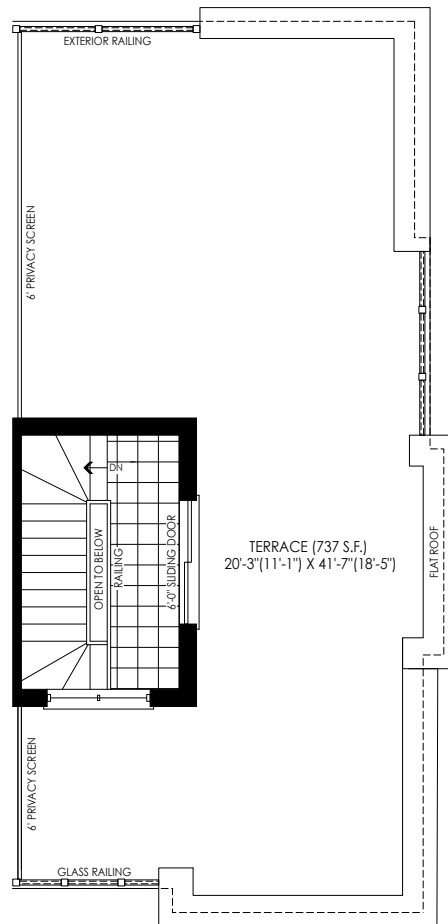 EXTERIOR RAILING
6' PRIVACY SCREEN
DN
OPEN TO BELOW
RAILING
6'-0" SLIDING DOOR
TERRACE (737 S.F.)
20'-3"(11'-1") X 41'-7"(18'-5")
FLAT ROOF
6' PRIVACY SCREEN
GLASS RAILING